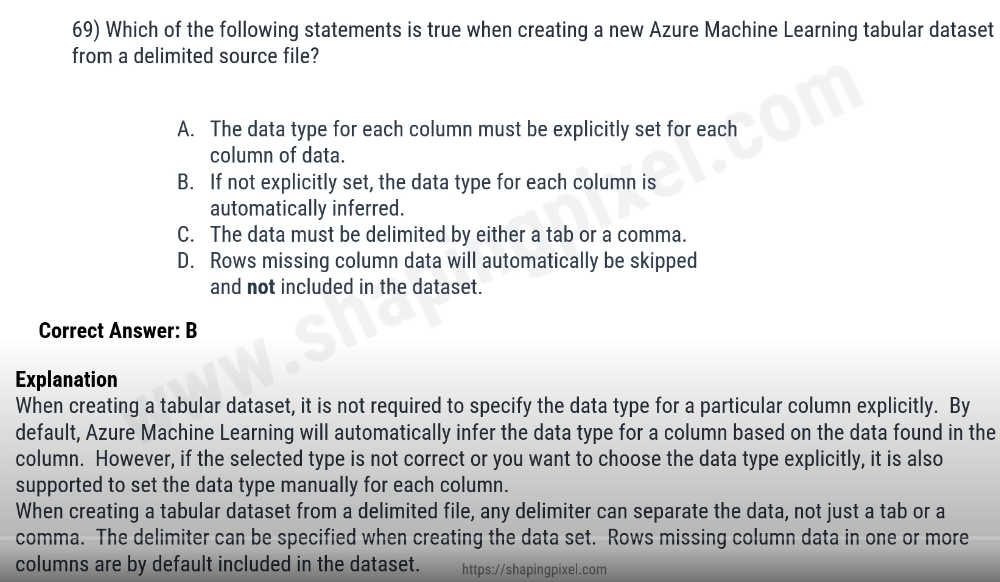 69) Which of the following statements is true when creating a new Azure Machine Learning tabular dataset
from a delimited source file?
A. The data type for each column must be explicitly set for each
column of data.
B. If not explicitly set, the data type for each column is
automatically inferred.
C. The data must be delimited by either a tab or a comma.
D. Rows missing column data will automatically be skipped
and not included in the dataset.
www.shapingpixel.com
Correct Answer: B
Explanation
When creating a tabular dataset, it is not required to specify the data type for a particular column explicitly. By
default, Azure Machine Learning will automatically infer the data type for a column based on the data found in the
column. However, if the selected type is not correct or you want to choose the data type explicitly, it is also
supported to set the data type manually for each column.
When creating a tabular dataset from a delimited file, any delimiter can separate the data, not just a tab or a
comma. The delimiter can be specified when creating the data set. Rows missing column data in one or more
columns are by default included in the dataset.
https://shapingpixel.com